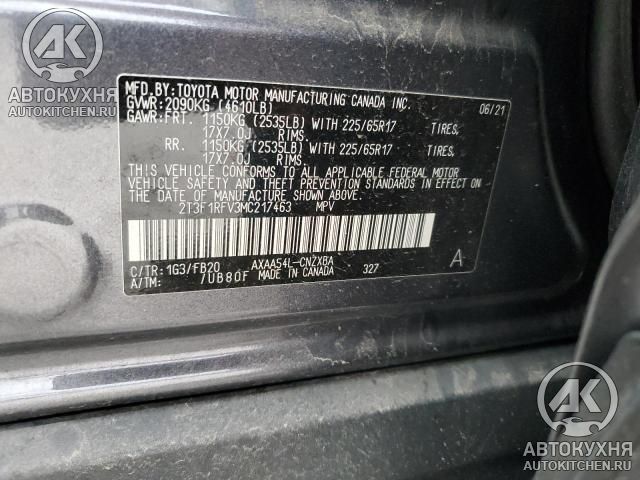 AK
АВТОКУХНЯ
AUTOKITCHEN.RU
MFD.BY:TOYOTA MOTOR MANUFACTURING CANADA INC.
GVWR:2090KG (4610LB) 06/21
GAWR:FRT. 1150KG (2535LB) WITH 225/65R17 TIRES,
17X7.0J RIMS.
RR. 1150KG (2535LB) WITH 225/65R17 TIRES,
17X7.0J RIMS.
THIS VEHICLE CONFORMS TO ALL APPLICABLE FEDERAL MOTOR
VEHICLE SAFETY AND THEFT PREVENTION STANDARDS IN EFFECT ON
THE DATE OF MANUFACTURE SHOWN ABOVE.
2T3F1RFV3MC217463 MPV
C/TR:1G3/FB20 AXAA54L-CNZXBA A
A/TM: /UB80F MADE IN CANADA 327
AK
АВТОКУХНЯ
AUTOKITCHEN.RU